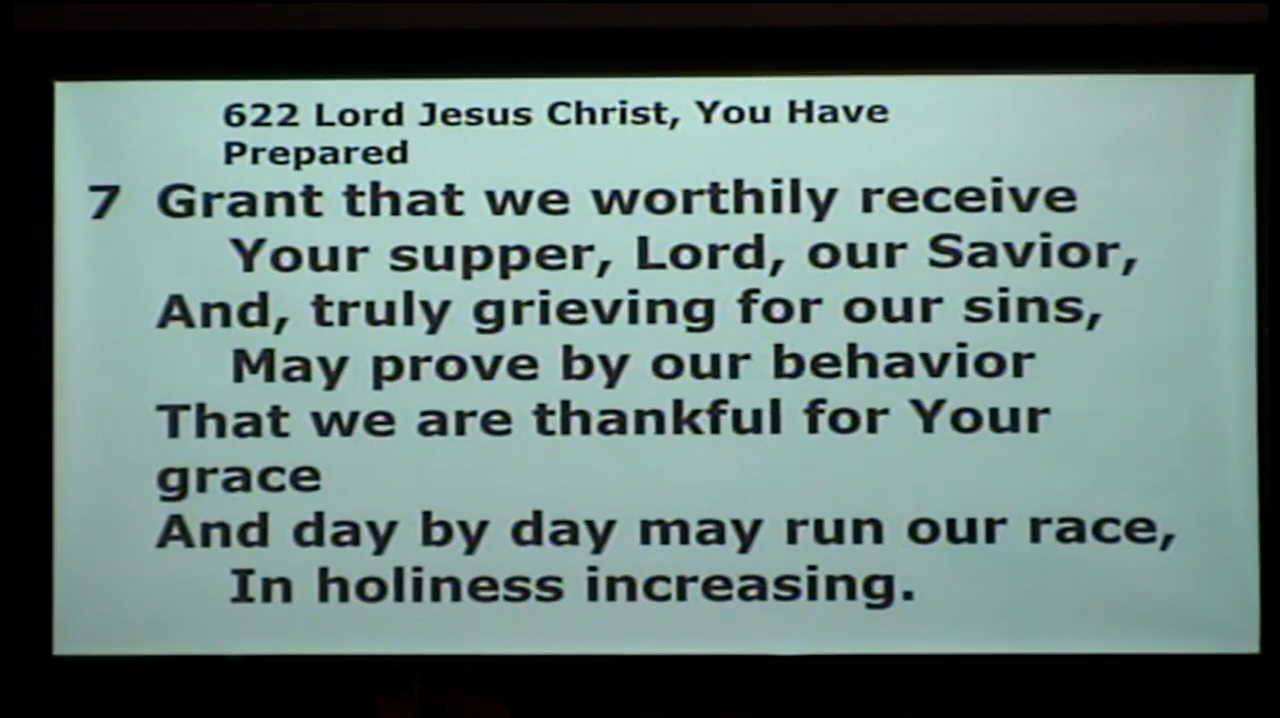 622 Lord Jesus Christ, You Have
Prepared
7 Grant that we worthily receive
Your supper, Lord, our Savior,
And, truly grieving for our sins,
May prove by our behavior
That we are thankful for Your
grace
And day by day may run our race,
In holiness increasing.